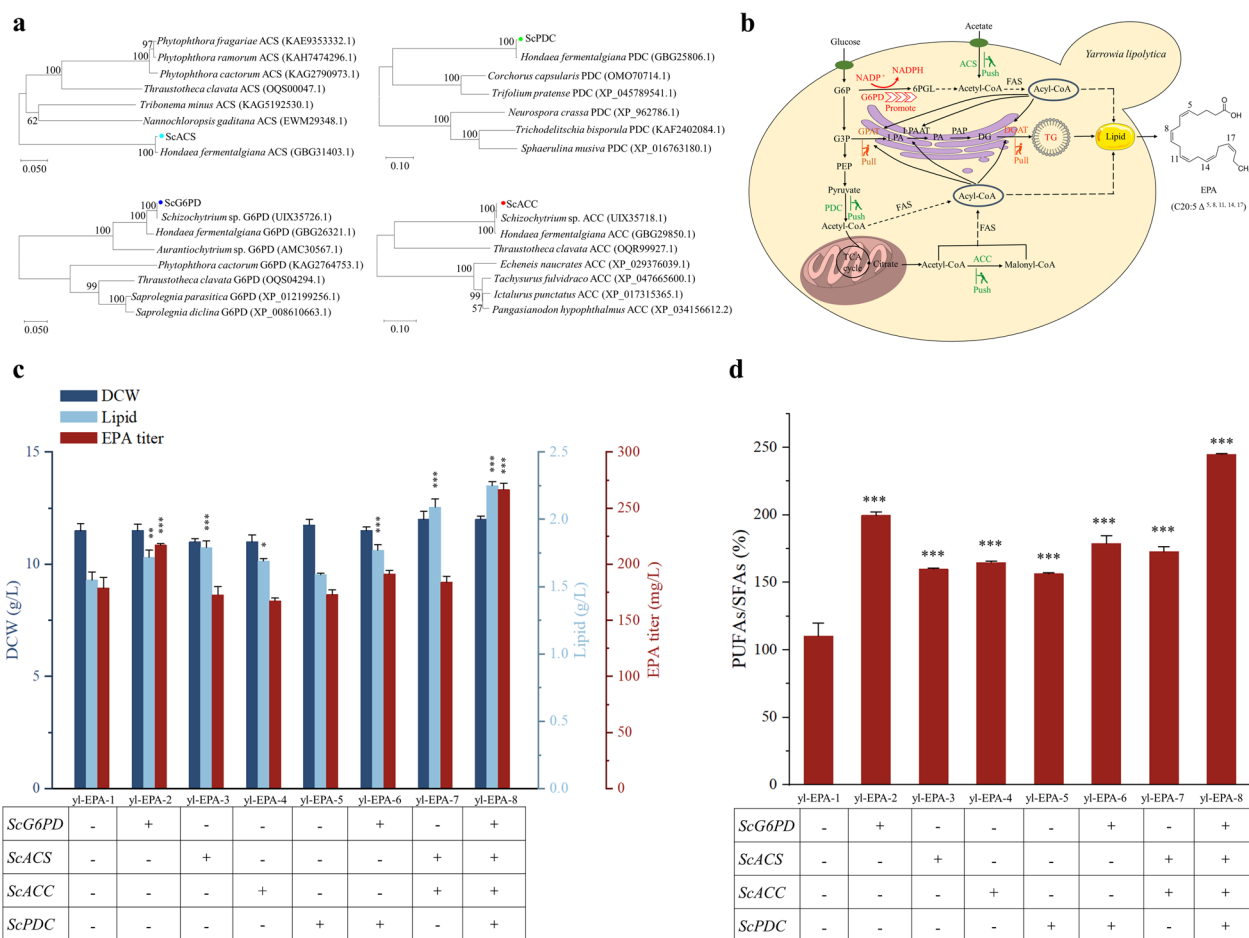 a
97
100
100
62
100
Phytophthora fragariae ACS (KAE9353332.1)
Phytophthora ramorum ACS (KAH7474296.1)
Phytophthora cactorum ACS (KAG2790973.1)
Thraustotheca clavata ACS (OQS00047.1)
Tribonema minus ACS (KAG5192530.1)
Nannochloropsis gaditana ACS (EWM29348.1)
ScACS
Hondaea fermentalgiana ACS (GBG31403.1)
0.050
100
100
100
100
100
ScPDC
Hondaea fermentalgiana PDC (GBG25806.1)
Corchorus capsularis PDC (OMO70714.1)
Trifolium pratense PDC (XP_045789541.1)
Neurospora crassa PDC (XP_962786.1)
Trichodelitschia bisporula PDC (KAF2402084.1)
Sphaerulina musiva PDC (XP_016763180.1)
0.10
100
100
100
99
100
ScG6PD
Schizochytrium sp. G6PD (UIX35726.1)
Hondaea fermentalgiana G6PD (GBG26321.1)
Aurantiochytrium sp. G6PD (AMC30567.1)
Phytophthora cactorum G6PD (KAG2764753.1)
Thraustotheca clavata G6PD (OQS04294.1)
Saprolegnia parasitica G6PD (XP_012199256.1)
Saprolegnia diclina G6PD (XP_008610663.1)
0.050
100
100
100
99
57
ScACC
Schizochytrium sp. ACC (UIX35718.1)
Hondaea fermentalgiana ACC (GBG29850.1)
Thraustotheca clavata ACC (OQR99927.1)
Echeneis naucrates ACC (XP_029376039.1)
Tachysurus fulvidraco ACC (XP_047665600.1)
Ictalurus punctatus ACC (XP_017315365.1)
Pangasianodon hypophthalmus ACC (XP_034156612.2)
0.10
b
Yarrowia lipolytica
Glucose
Acetate
ACS
Push
NADP+
NADPH
G6P
G6PD
Promote
6PGL
Acetyl-CoA
FAS
Acyl-CoA
G3P
GPAT
Pull
LPA
LPAAT
PA
PAP
DG
DGAT
Pull
TG
Lipid
PEP
Pyruvate
PDC
Push
Acetyl-CoA
FAS
Acyl-CoA
FAS
TCA
cycle
Citrate
Acetyl-CoA
ACC
Push
Malonyl-CoA
O
OH
5
8
11
14
17
CH3
EPA
(C20:5 Δ 5, 8, 11, 14, 17)
c
DCW
Lipid
EPA titer
DCW (g/L)
15
10
5
0
Lipid (g/L)
2.5
2.0
1.5
1.0
0.5
0.0
EPA titer (mg/L)
300
250
200
150
100
50
0
** *** *** * *** *** *** ***
yl-EPA-1 yl-EPA-2 yl-EPA-3 yl-EPA-4 yl-EPA-5 yl-EPA-6 yl-EPA-7 yl-EPA-8
ScG6PD - + - - - + - +
ScACS - - + - - - + +
ScACC - - - + - - + +
ScPDC - - - - + + - +
d
PUFAs/SFAs (%)
250
200
150
100
50
0
*** *** *** *** *** *** ***
yl-EPA-1 yl-EPA-2 yl-EPA-3 yl-EPA-4 yl-EPA-5 yl-EPA-6 yl-EPA-7 yl-EPA-8
ScG6PD - + - - - + - +
ScACS - - + - - - + +
ScACC - - - + - - + +
ScPDC - - - - + + - +